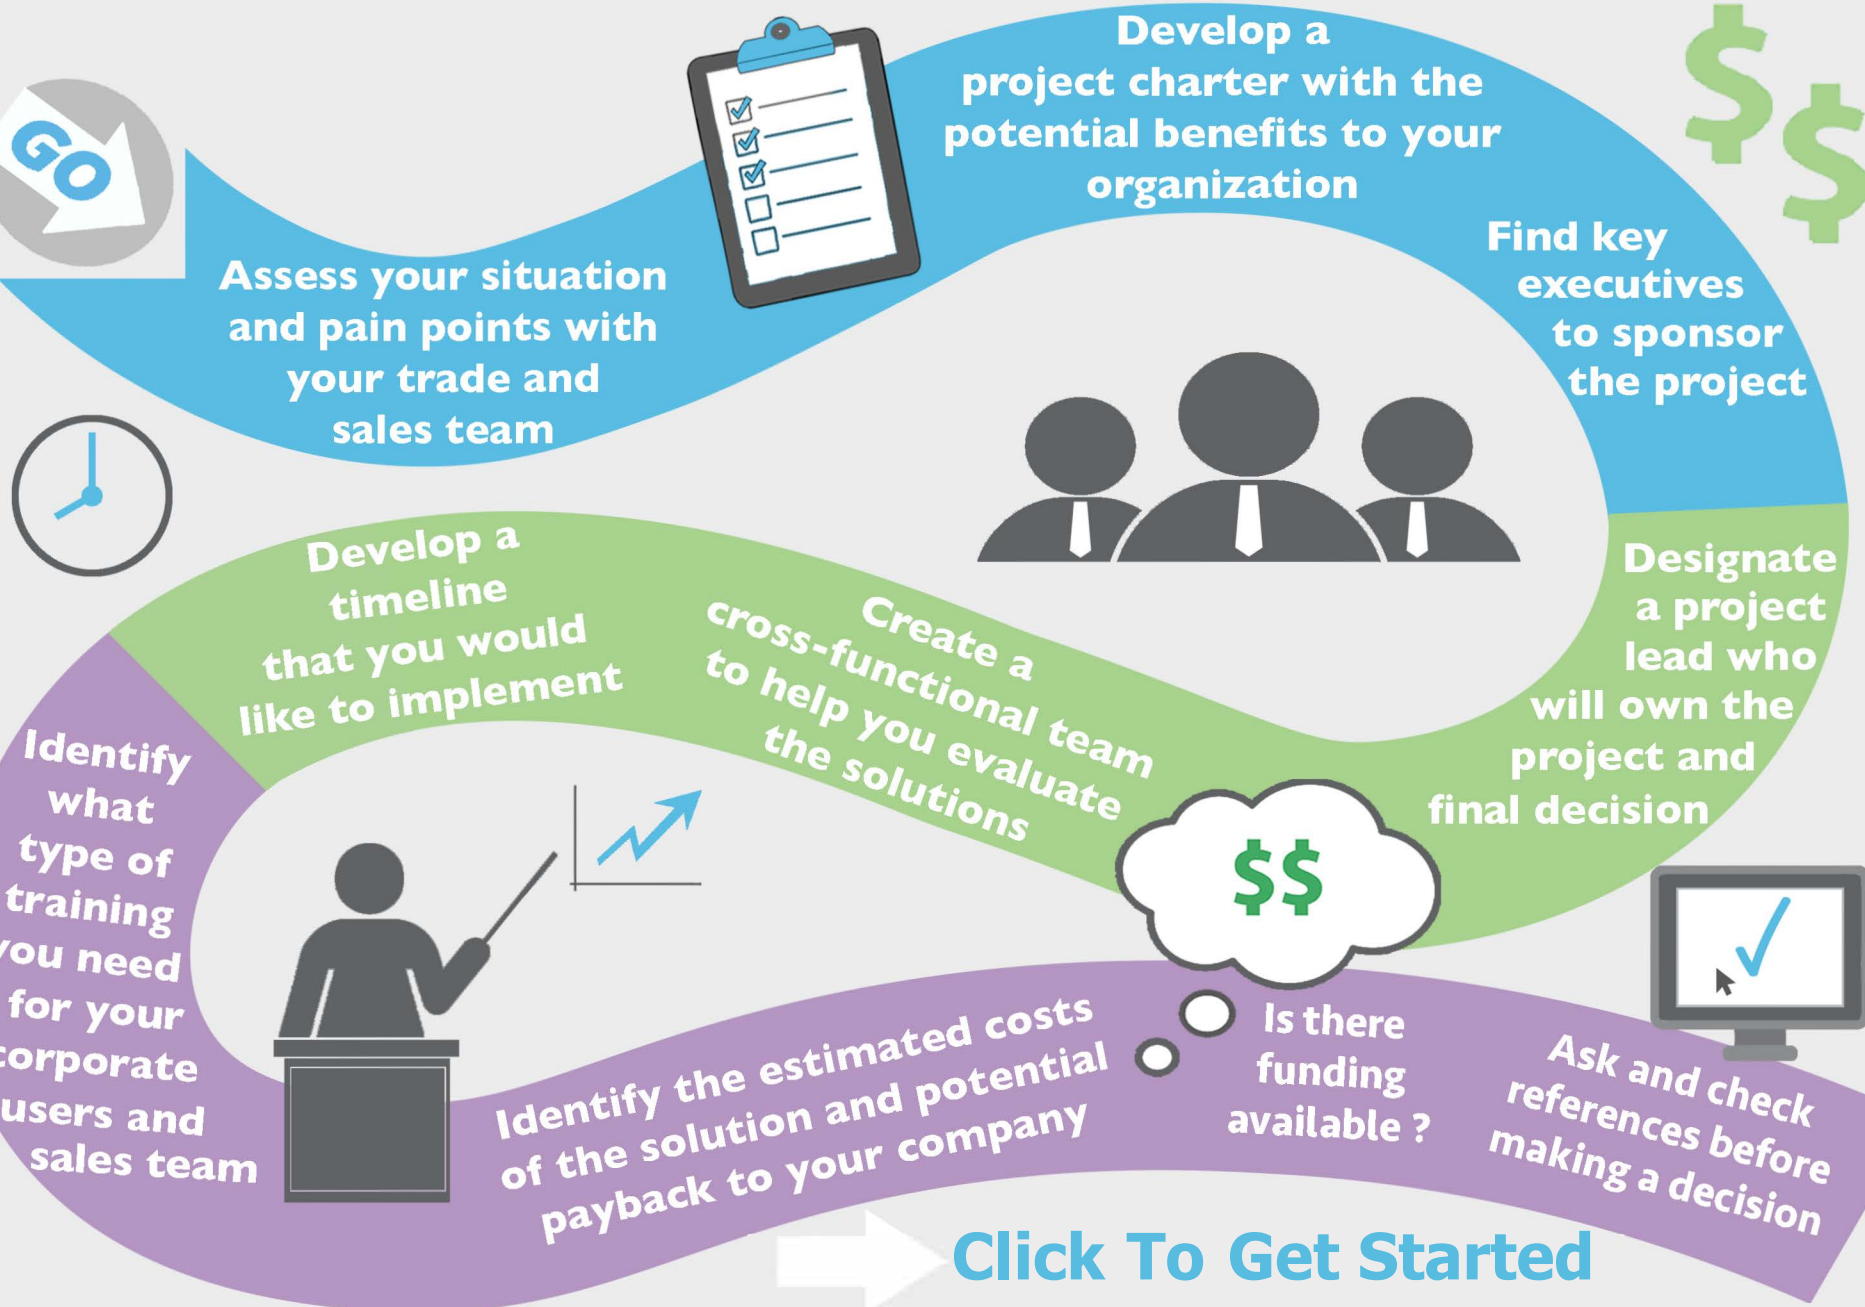 GO
Assess your situation
and pain points with
your trade and
sales team
Develop a
project charter with the
potential benefits to your
organization
Find key
executives
to sponsor
the project
Designate
a project
lead who
will own the
project and
final decision
Create a
cross-functional team
to help you evaluate
the solutions
Develop a
timeline
that you would
like to implement
Identify
what
type of
training
you need
for your
corporate
users and
sales team
Identify the estimated costs
of the solution and potential
payback to your company
$$
Is there
funding
available ?
Ask and check
references before
making a decision
Click To Get Started
$$